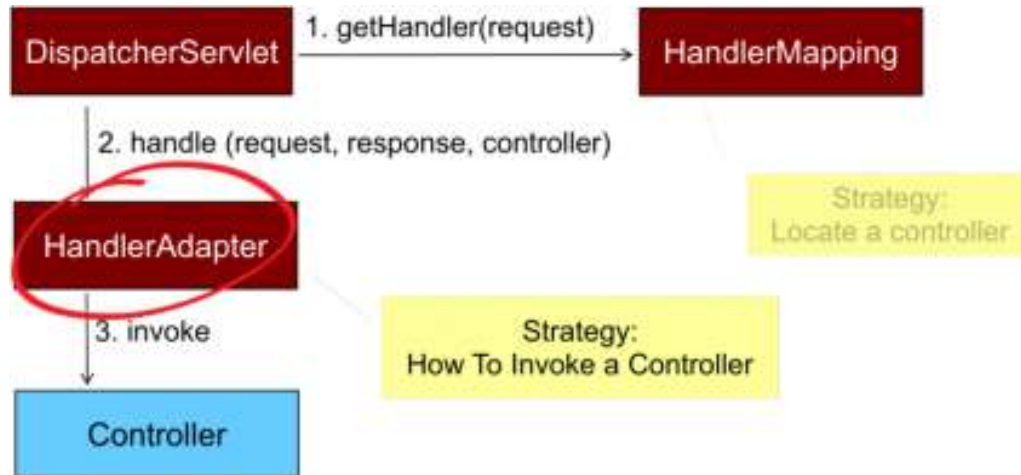 DispatcherServlet
1. getHandler(request)
HandlerMapping
2. handle (request, response, controller)
Strategy:
Locate a controller
HandlerAdapter
Strategy:
How To Invoke a Controller
3. invoke
Controller